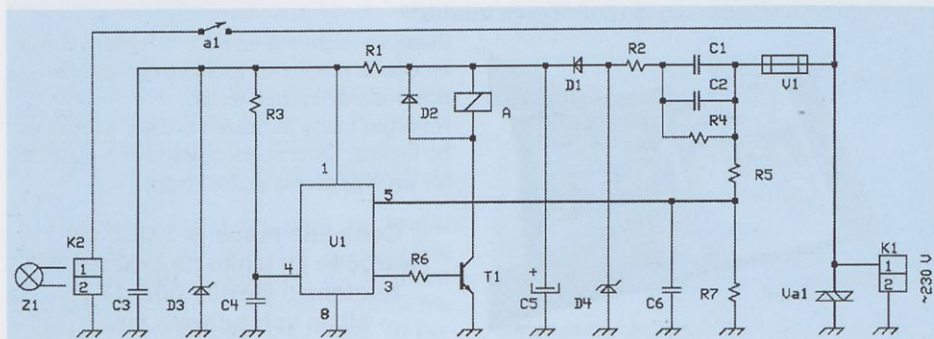 a1
R1
R2
C1
V1
C2
D1
D2
A
R3
R4
R5
1
5
U1
4
3
8
R6
T1
K2
1
2
Z1
C3
D3
C4
+
C5
D4
C6
R7
Va1
K1
1
2
~230 V